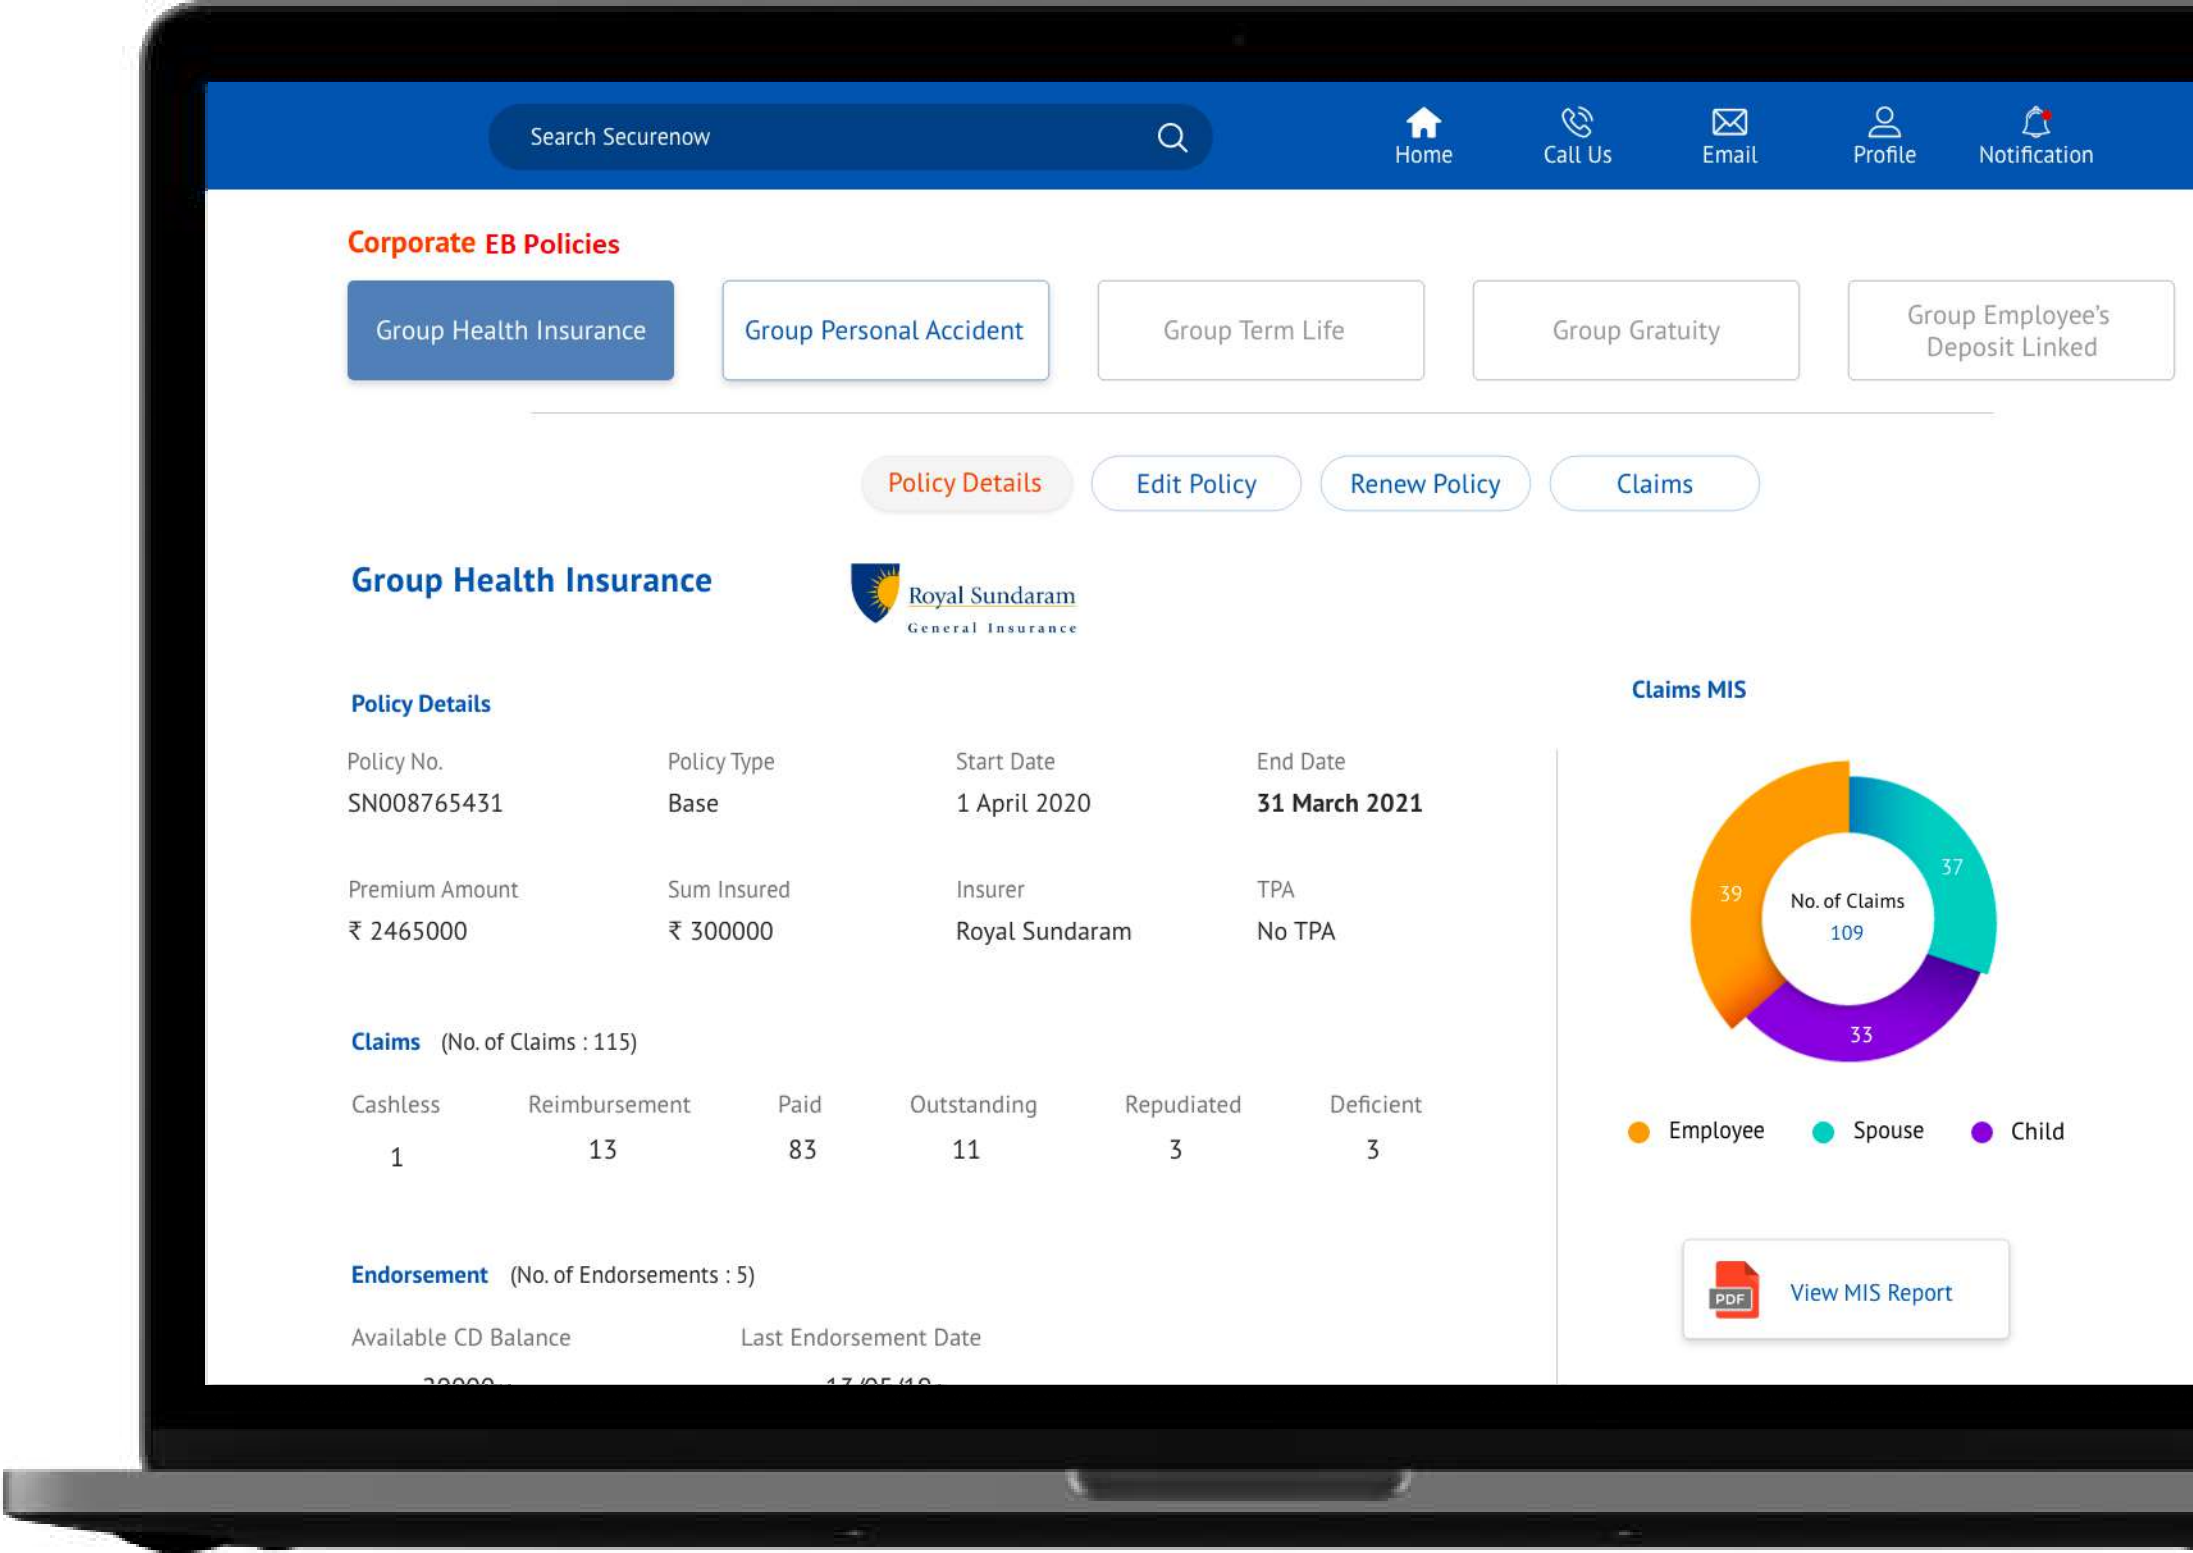 Search Securenow
Home
Call Us
Email
Profile
Notification
Corporate EB Policies
Group Health Insurance
Group Personal Accident
Group Term Life
Group Gratuity
Group Employee's
Deposit Linked
Policy Details
Edit Policy
Renew Policy
Claims
Group Health Insurance
Royal Sundaram
General Insurance
Policy Details
Policy No.
Policy Type
Start Date
End Date
SN008765431
Base
1 April 2020
31 March 2021
Premium Amount
Sum Insured
Insurer
TPA
₹ 2465000
₹ 300000
Royal Sundaram
No TPA
Claims (No. of Claims : 115)
Cashless
Reimbursement
Paid
Outstanding
Repudiated
Deficient
1
13
83
11
3
3
Endorsement (No. of Endorsements : 5)
Available CD Balance
Last Endorsement Date
Claims MIS
39
37
No. of Claims
109
33
Employee
Spouse
Child
PDF
View MIS Report